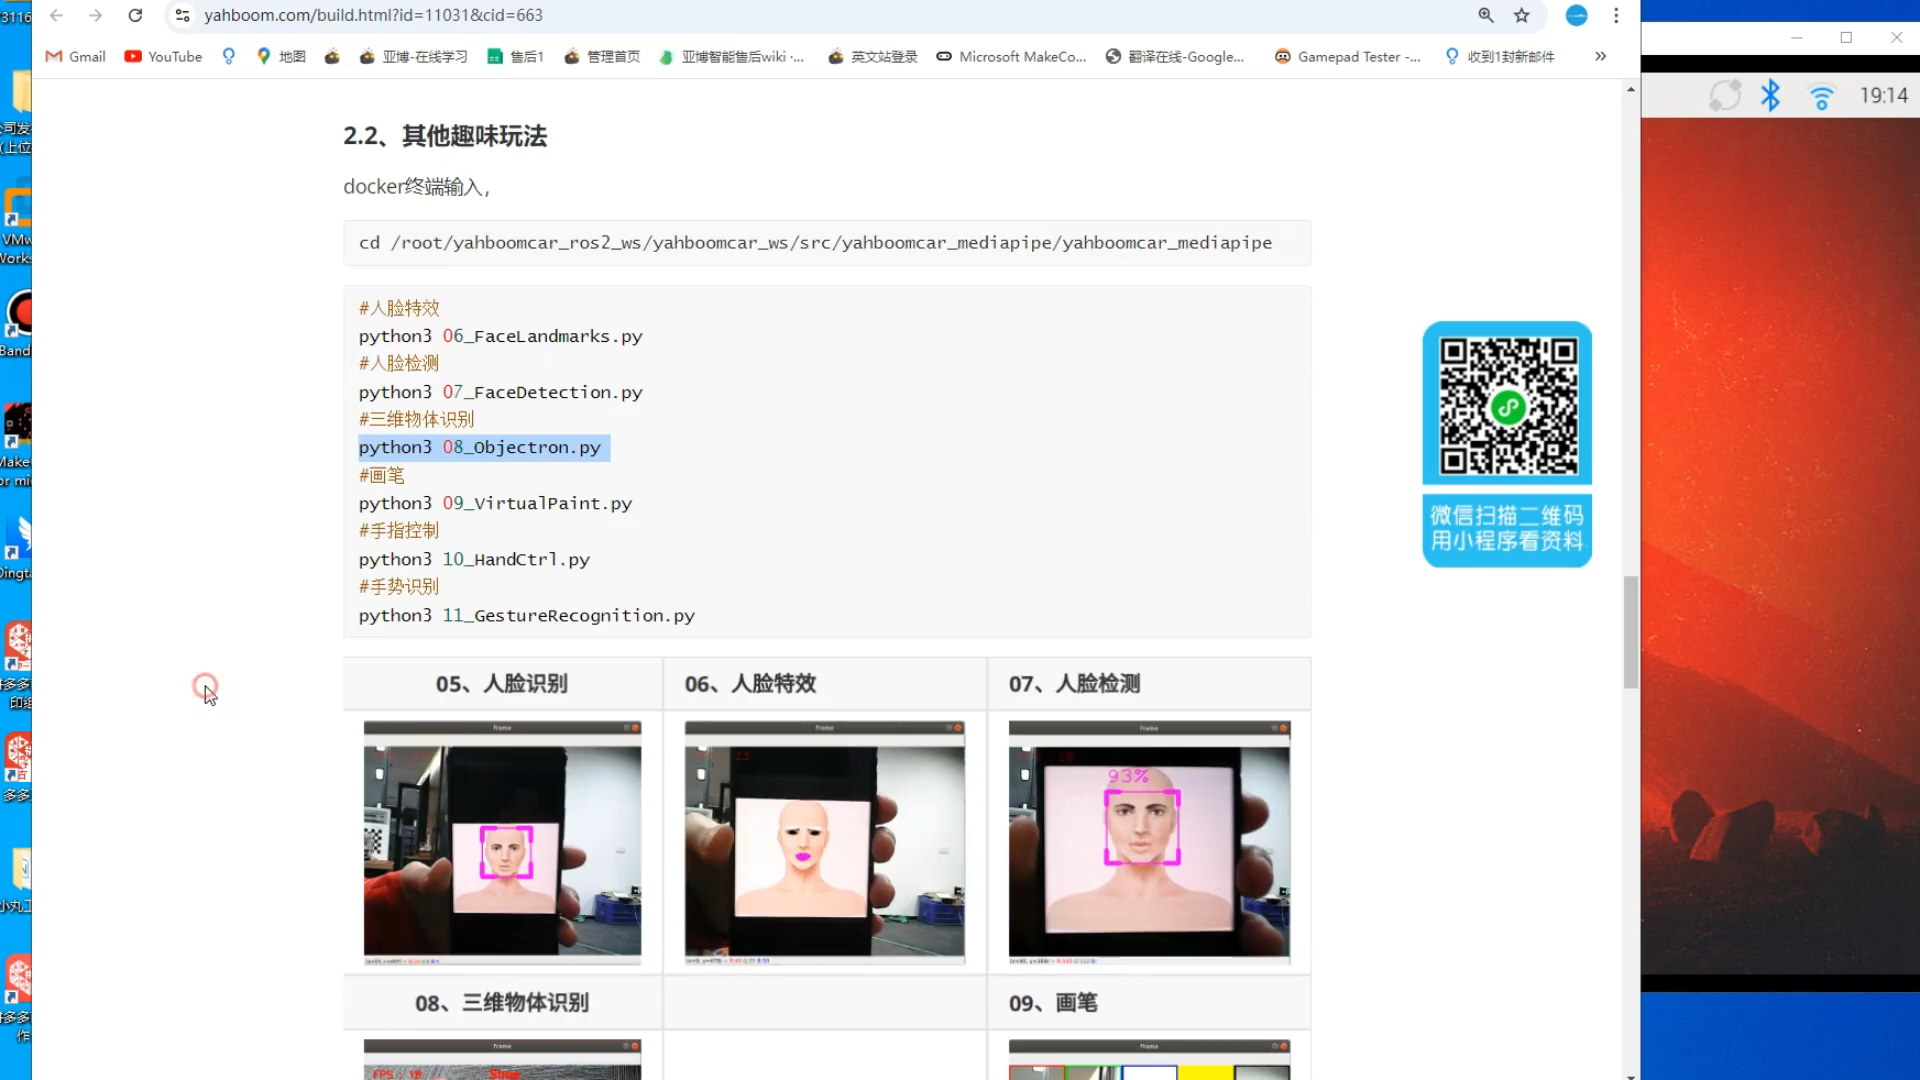 yahboom.com/build.html?id=11031&cid=663
Gmail
YouTube
地图
亚博-在线学习
售后1
管理首页
亚博智能售后wiki ·...
英文站登录
Microsoft MakeCo...
翻译在线-Google...
Gamepad Tester -...
收到1封新邮件
»
19:14
2.2、其他趣味玩法
docker终端输入，
cd /root/yahboomcar_ros2_ws/yahboomcar_ws/src/yahboomcar_mediapipe/yahboomcar_mediapipe
#人脸特效
python3 06_FaceLandmarks.py
#人脸检测
python3 07_FaceDetection.py
#三维物体识别
python3 08_Objectron.py
#画笔
python3 09_VirtualPaint.py
#手指控制
python3 10_HandCtrl.py
#手势识别
python3 11_GestureRecognition.py
微信扫描二维码
用小程序看资料
05、人脸识别
06、人脸特效
07、人脸检测
frame
frame
frame
93%
08、三维物体识别
09、画笔
frame
frame